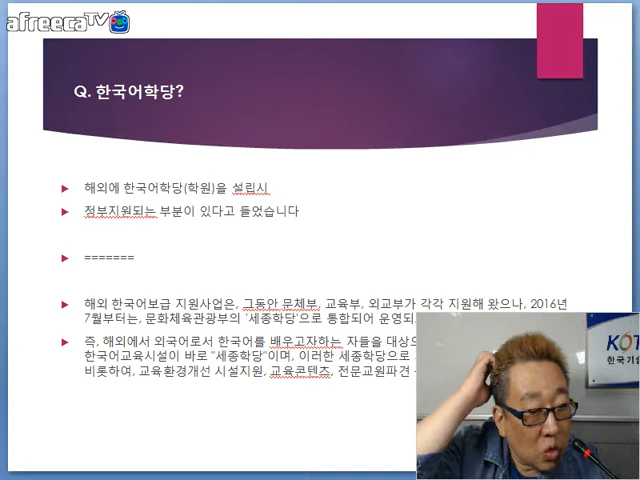 afreecaTV
Q. 한국어학당?
해외에 한국어학당(학원)을 설립시
정부지원되는 부분이 있다고 들었습니다
=======
해외 한국어보급 지원사업은, 그동안 문체부, 교육부, 외교부가 각각 지원해 왔으나, 2016년
7월부터는, 문화체육관광부의 '세종학당'으로 통합되어 운영되
즉, 해외에서 외국어로서 한국어를 배우고자하는 자들을 대상으
한국어교육시설이 바로 "세종학당"이며, 이러한 세종학당으로
비롯하여, 교육환경개선 시설지원, 교육콘텐츠, 전문교원파견
KOT
한국기술